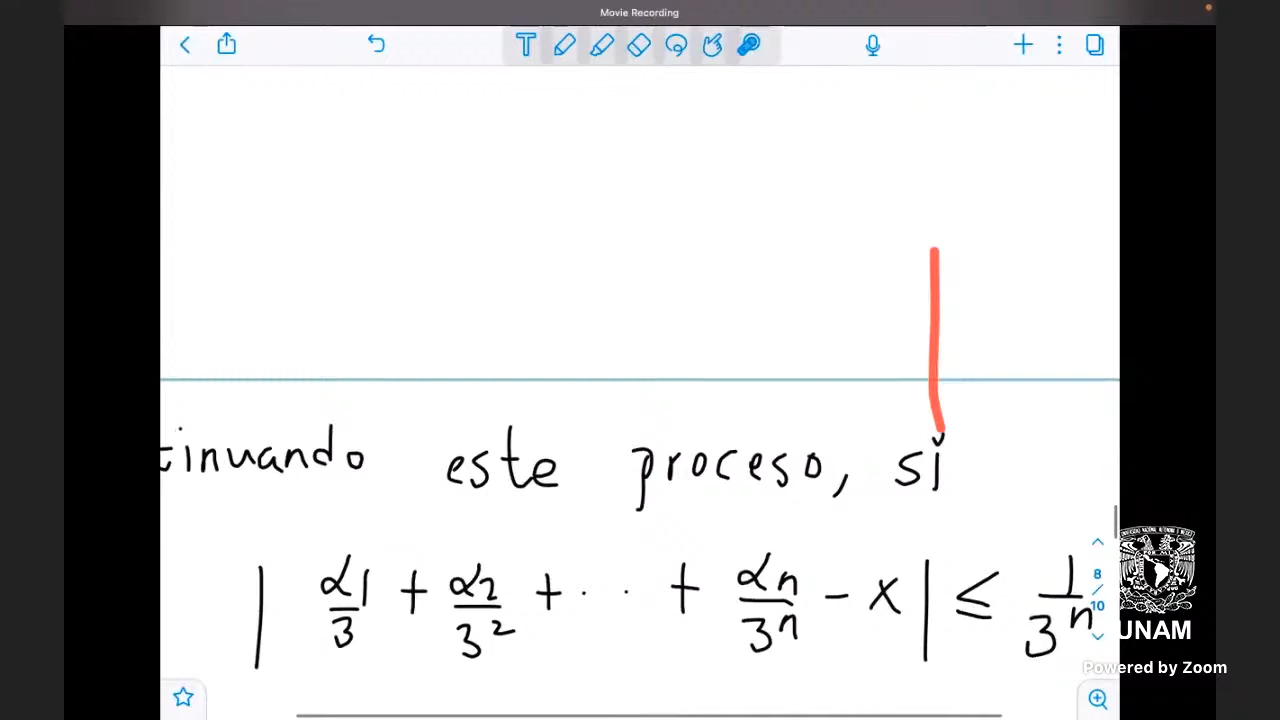 Movie Recording
tinuando este proceso, si
| α1/3 + α2/3² + ·· + αn/3ⁿ - x | ≤ 1/3ⁿ
8
/
10
UNAM
Powered by Zoom